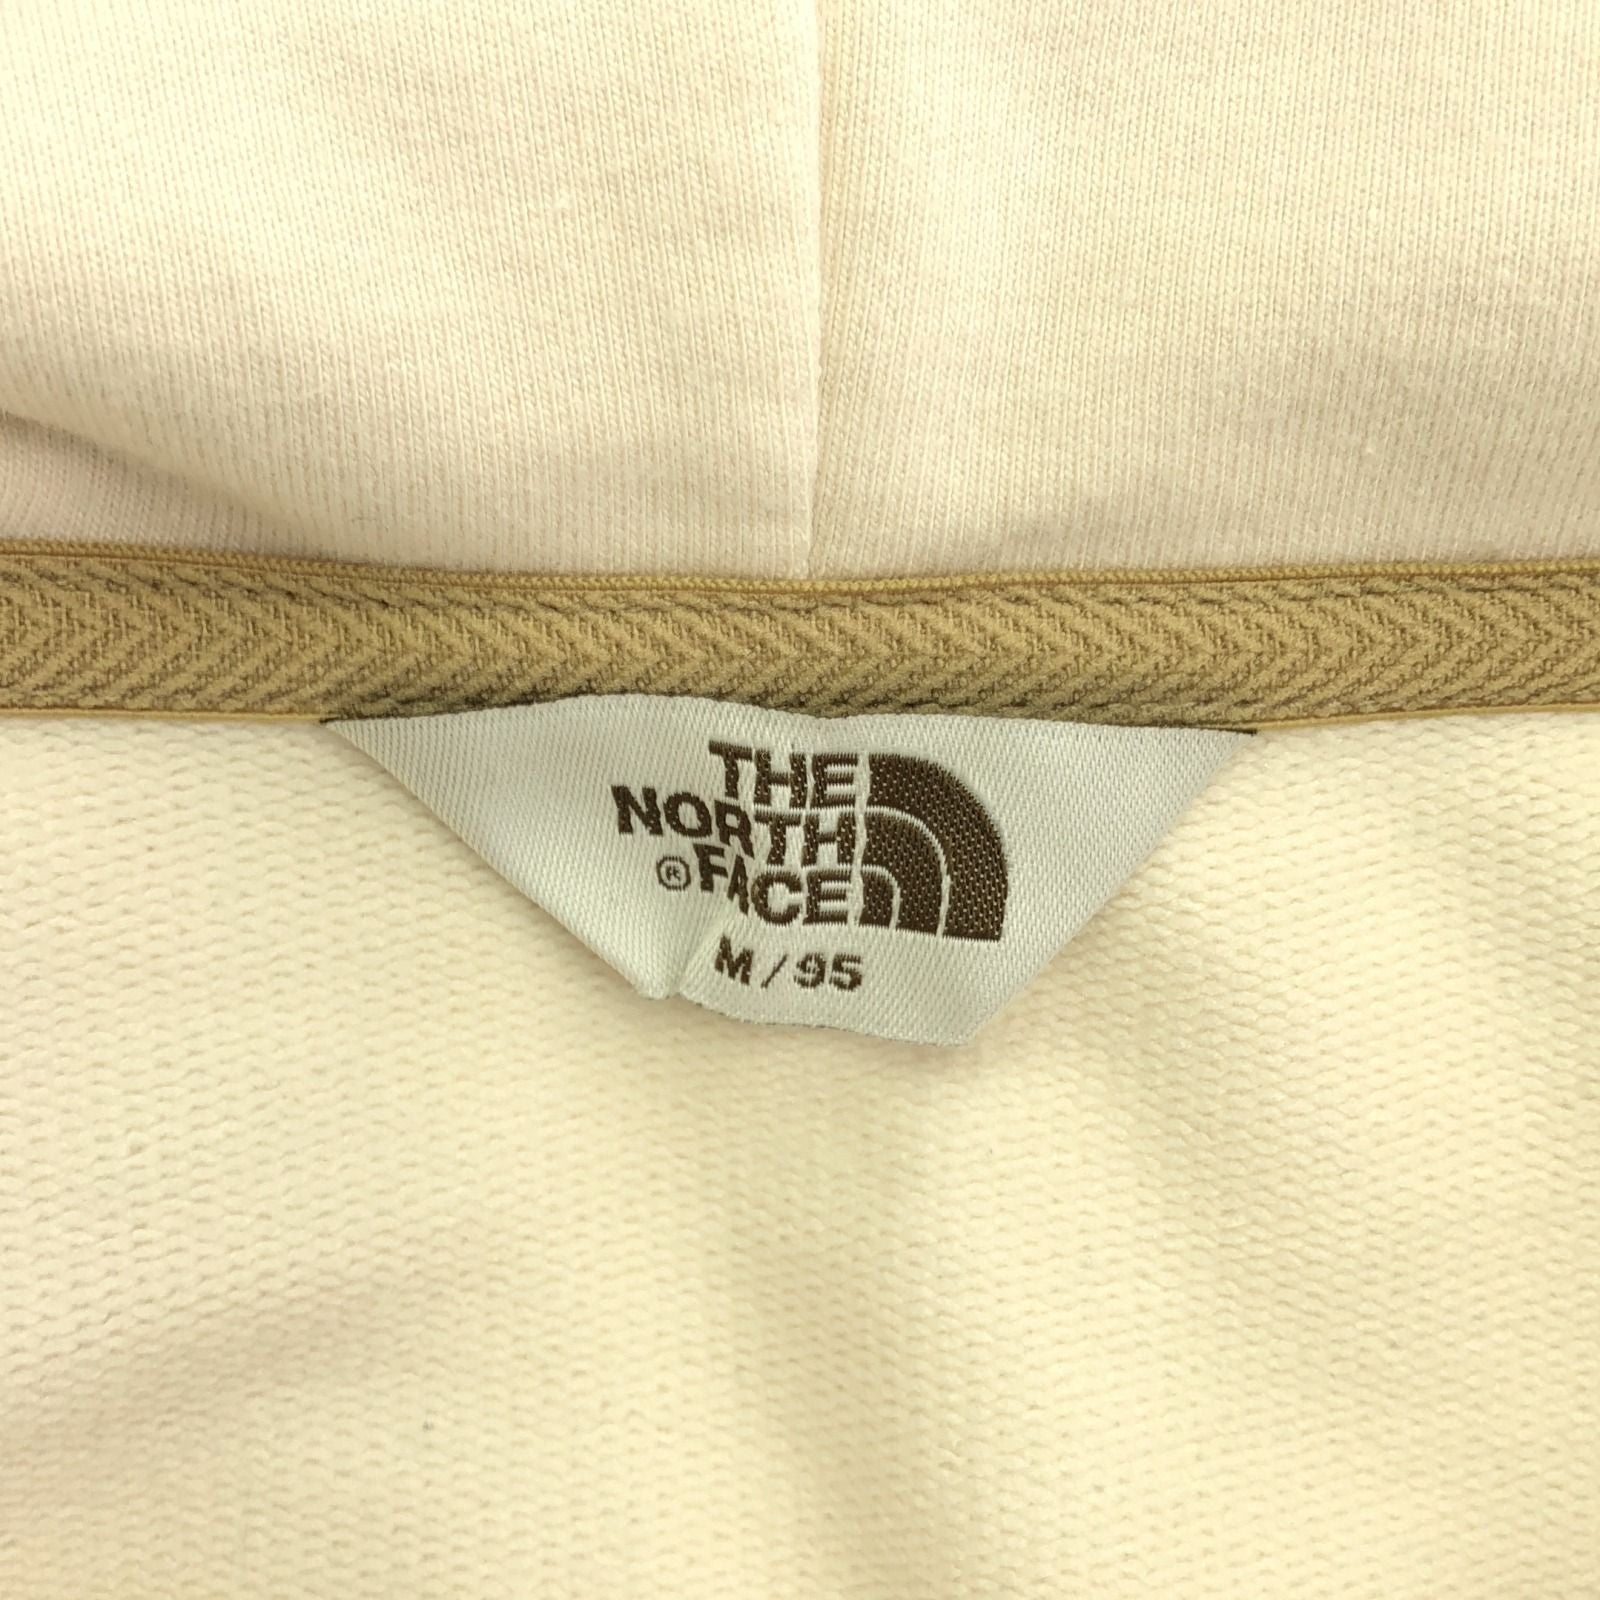 THE
NORTH
® FACE
M / 95